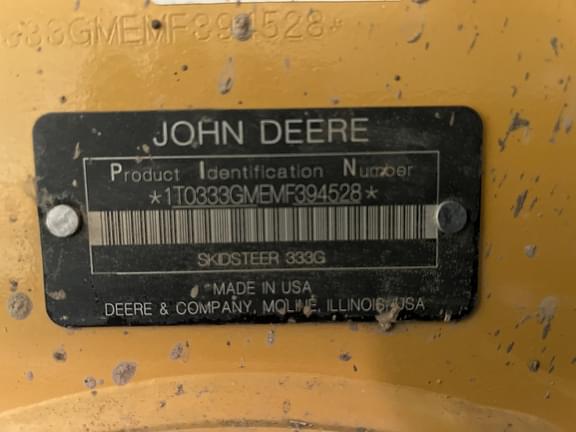 333GMEMF394528*
JOHN DEERE
Product Identification Number
*1T0333GMEMF394528*
SKIDSTEER 333G
MADE IN USA
DEERE & COMPANY, MOLINE, ILLINOIS, USA